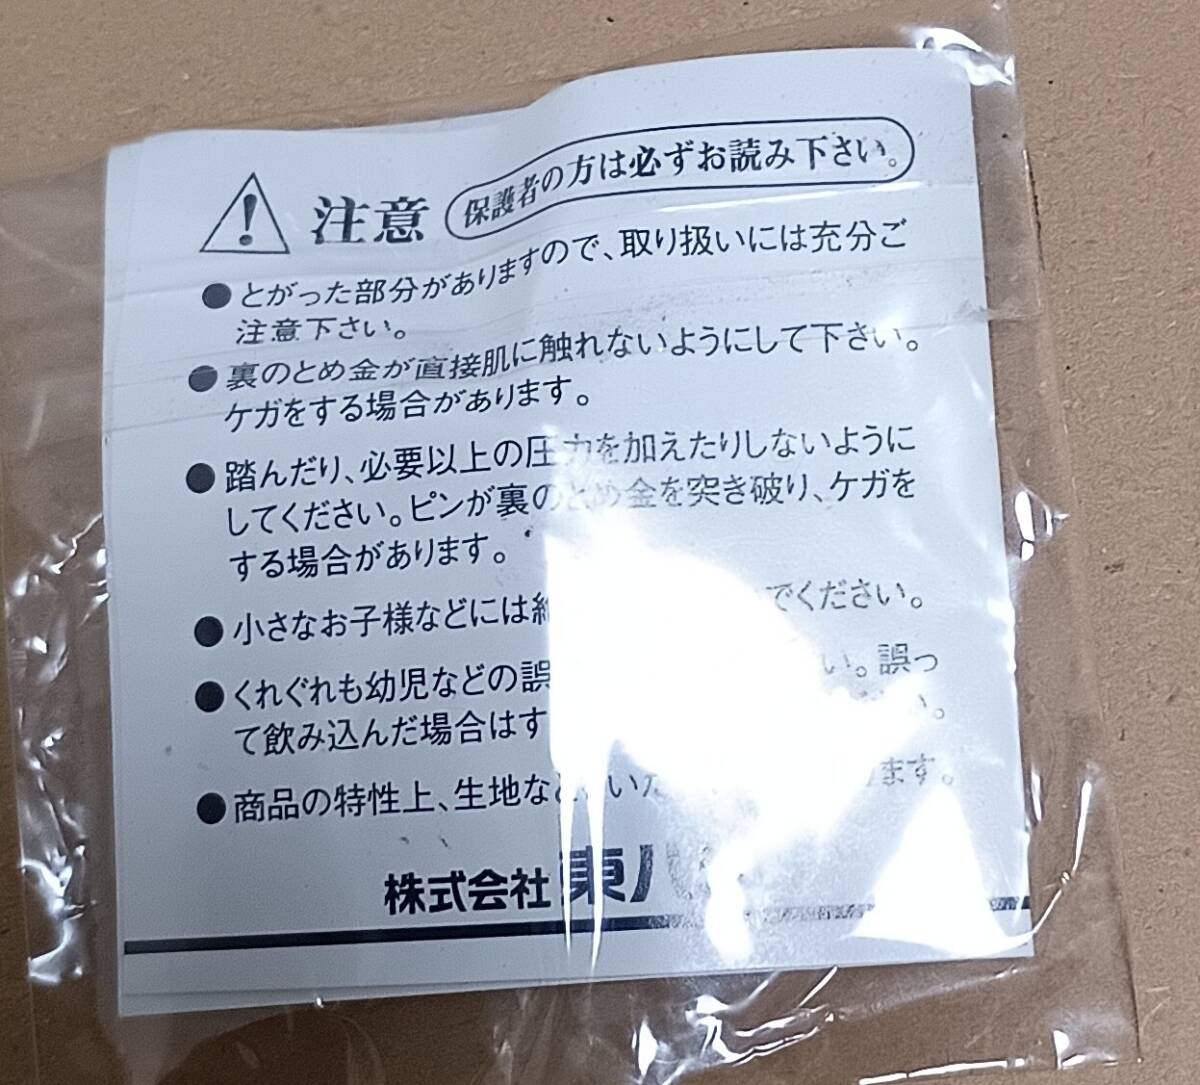 注意 保護者の方は必ずお読み下さい。
●とがった部分がありますので、取り扱いには充分ご
注意下さい。
●裏のとめ金が直接肌に触れないようにして下さい。
ケガをする場合があります。
●踏んだり、必要以上の圧力を加えたりしないように
してください。ピンが裏のとめ金を突き破り、ケガを
する場合があります。
●小さなお子様などには でください。
●くれぐれも幼児などの誤 い。誤っ
て飲み込んだ場合はす い。
●商品の特性上、生地な ます。
株式会社 東